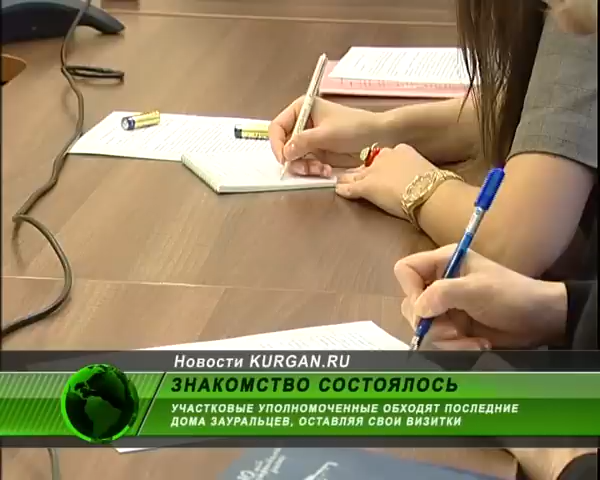 Новости KURGAN.RU
ЗНАКОМСТВО СОСТОЯЛОСЬ
УЧАСТКОВЫЕ УПОЛНОМОЧЕННЫЕ ОБХОДЯТ ПОСЛЕДНИЕ
ДОМА ЗАУРАЛЬЦЕВ, ОСТАВЛЯЯ СВОИ ВИЗИТКИ